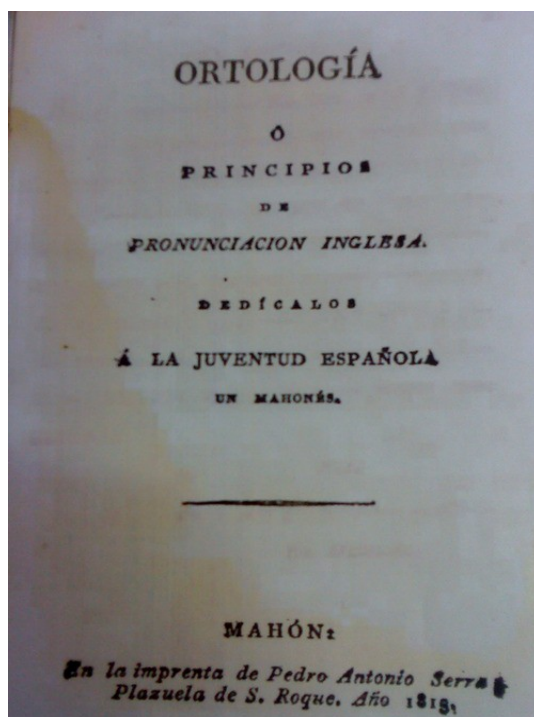 ORTOLOGÍA
Ó
PRINCIPIOS
DE
PRONUNCIACION INGLESA.
DEDÍCALOS
Á LA JUVENTUD ESPAÑOLA
UN MAHONÉS.
MAHÓN:
En la imprenta de Pedro Antonio Serra
Plazuela de S. Roque. Año